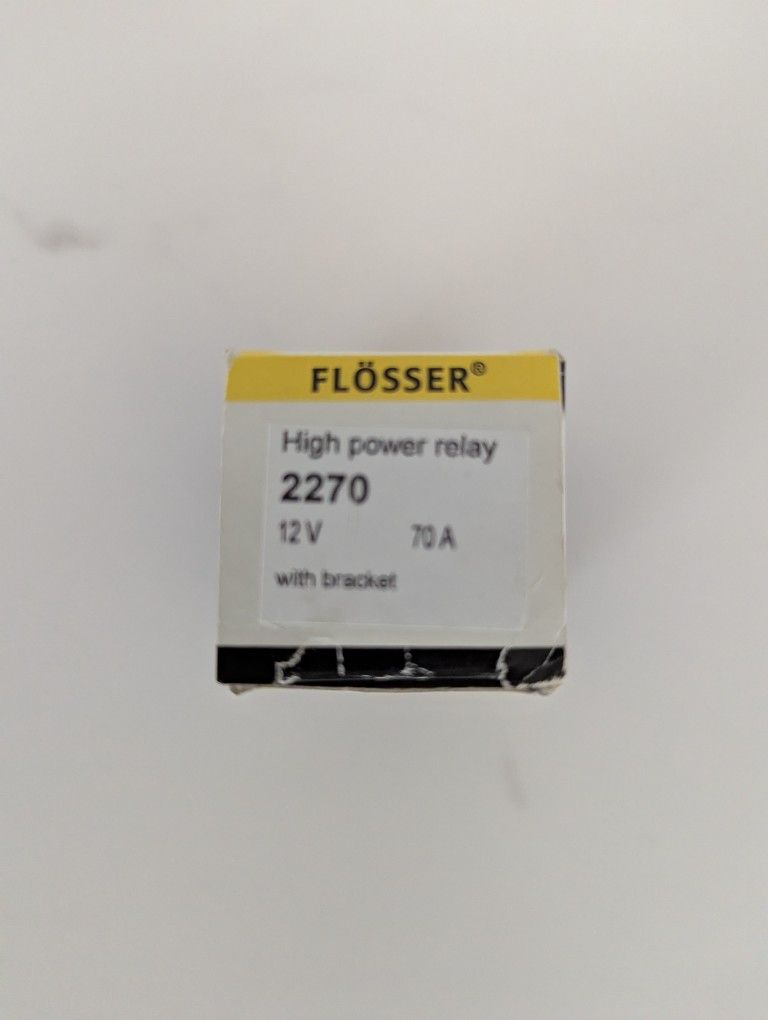 FLÖSSER®
High power relay
2270
12 V 70 A
with bracket